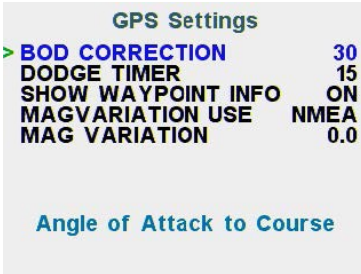 GPS Settings
> BOD CORRECTION 30
DODGE TIMER 15
SHOW WAYPOINT INFO ON
MAGVARIATION USE NMEA
MAG VARIATION 0.0
Angle of Attack to Course